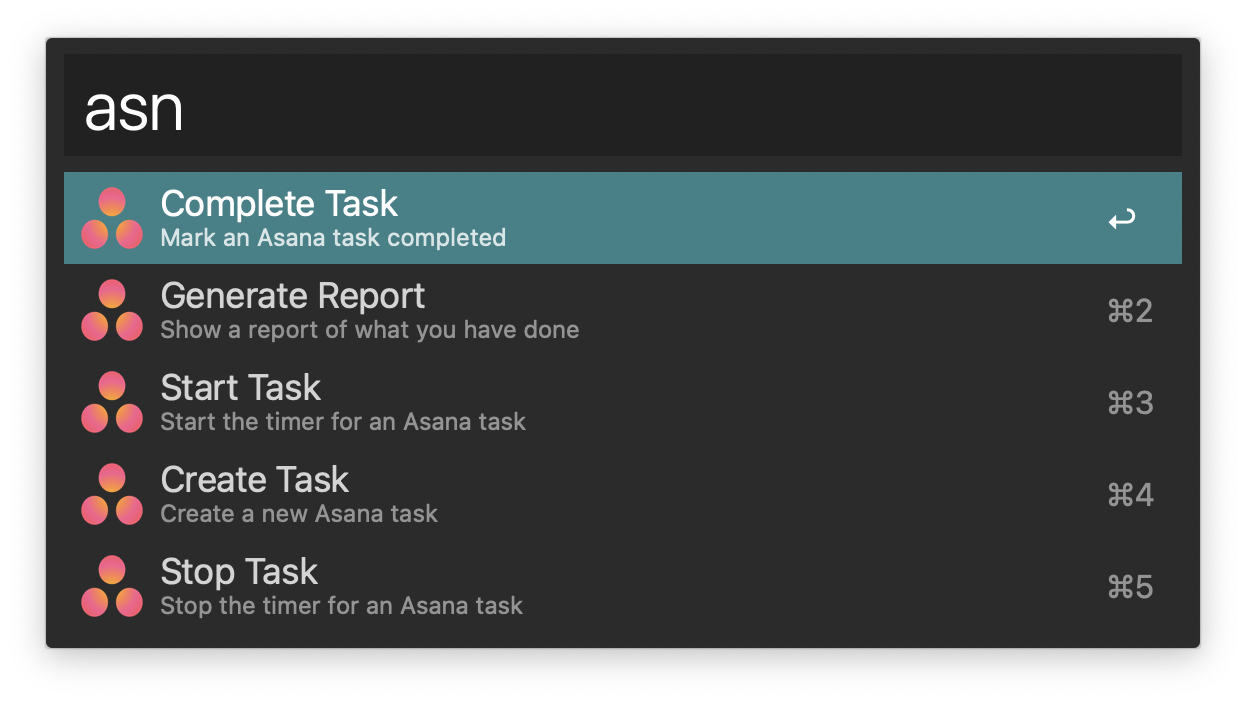 asn
Complete Task
Mark an Asana task completed
↩
Generate Report
Show a report of what you have done
⌘2
Start Task
Start the timer for an Asana task
⌘3
Create Task
Create a new Asana task
⌘4
Stop Task
Stop the timer for an Asana task
⌘5